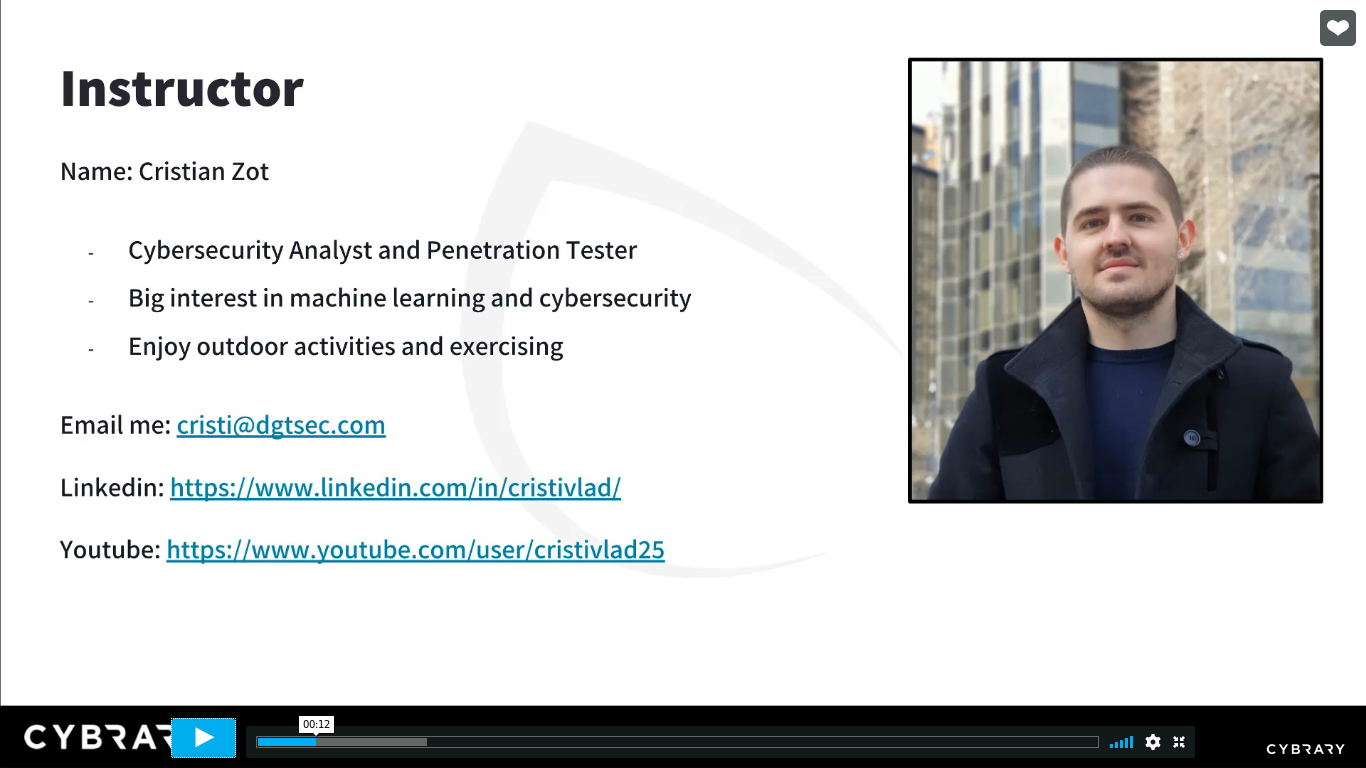 Instructor
Name: Cristian Zot
- Cybersecurity Analyst and Penetration Tester
- Big interest in machine learning and cybersecurity
- Enjoy outdoor activities and exercising
Email me: cristi@dgtsec.com
Linkedin: https://www.linkedin.com/in/cristivlad/
Youtube: https://www.youtube.com/user/cristivlad25
00:12
CYBRAR
CYBRARY